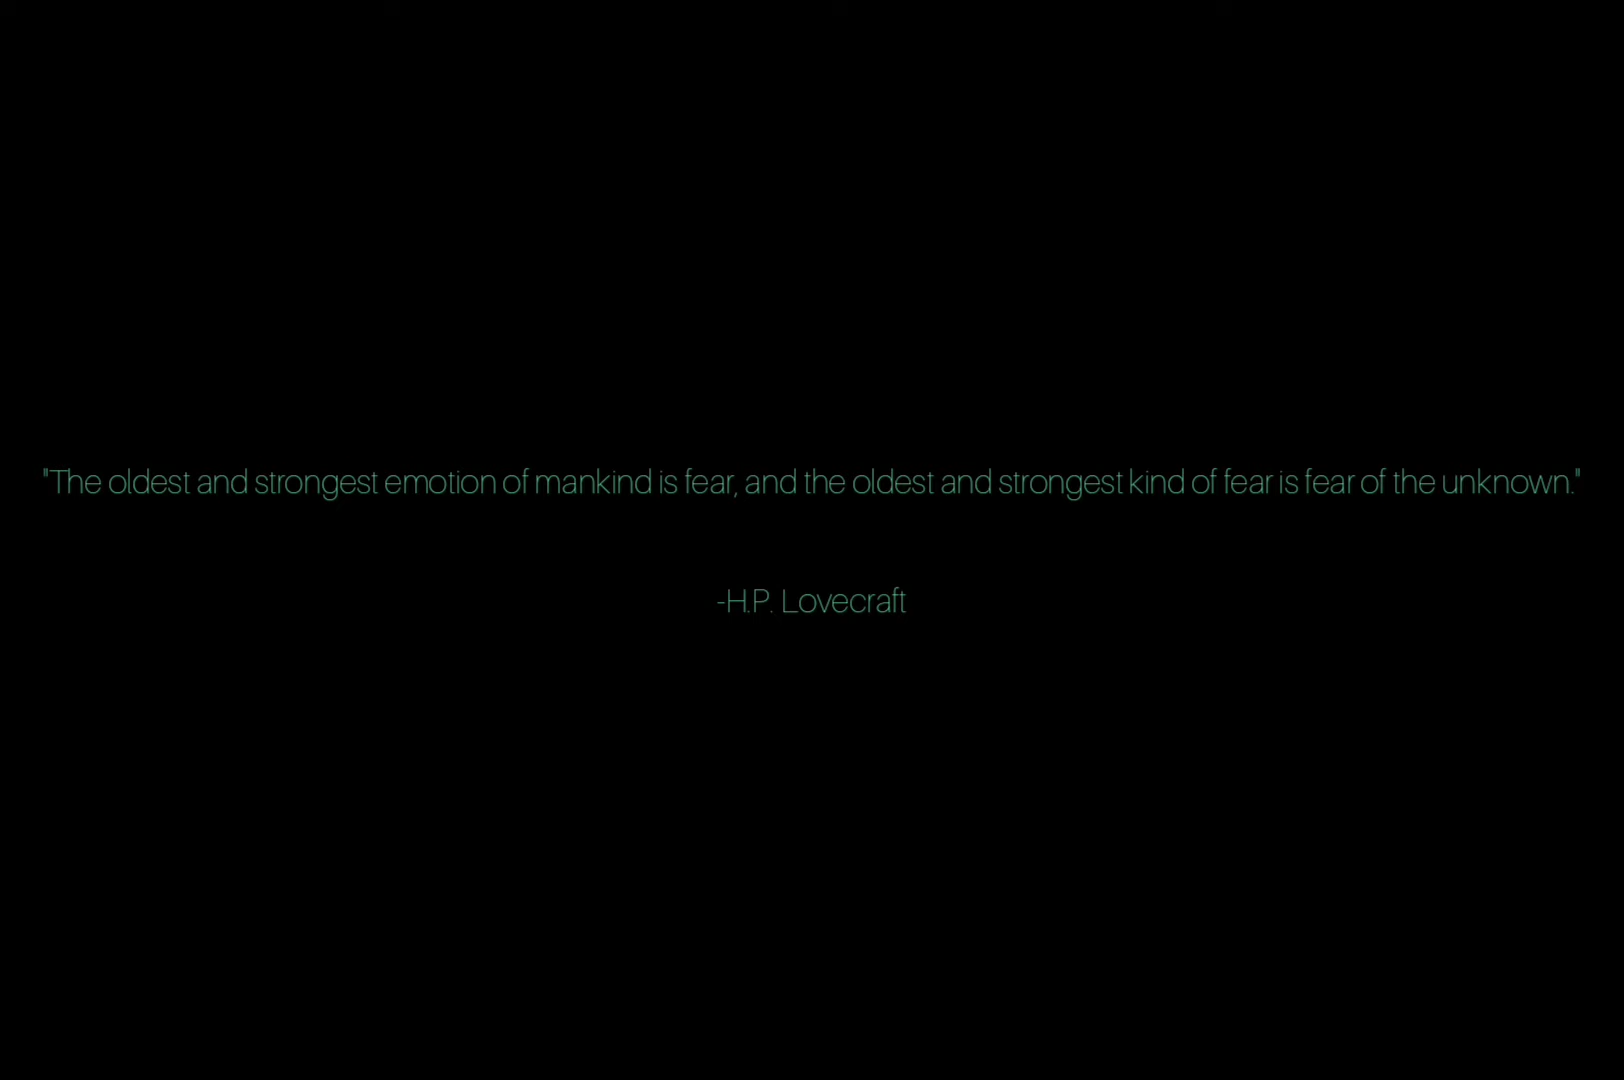 "The oldest and strongest emotion of mankind is fear, and the oldest and strongest kind of fear is fear of the unknown."
-H.P. Lovecraft